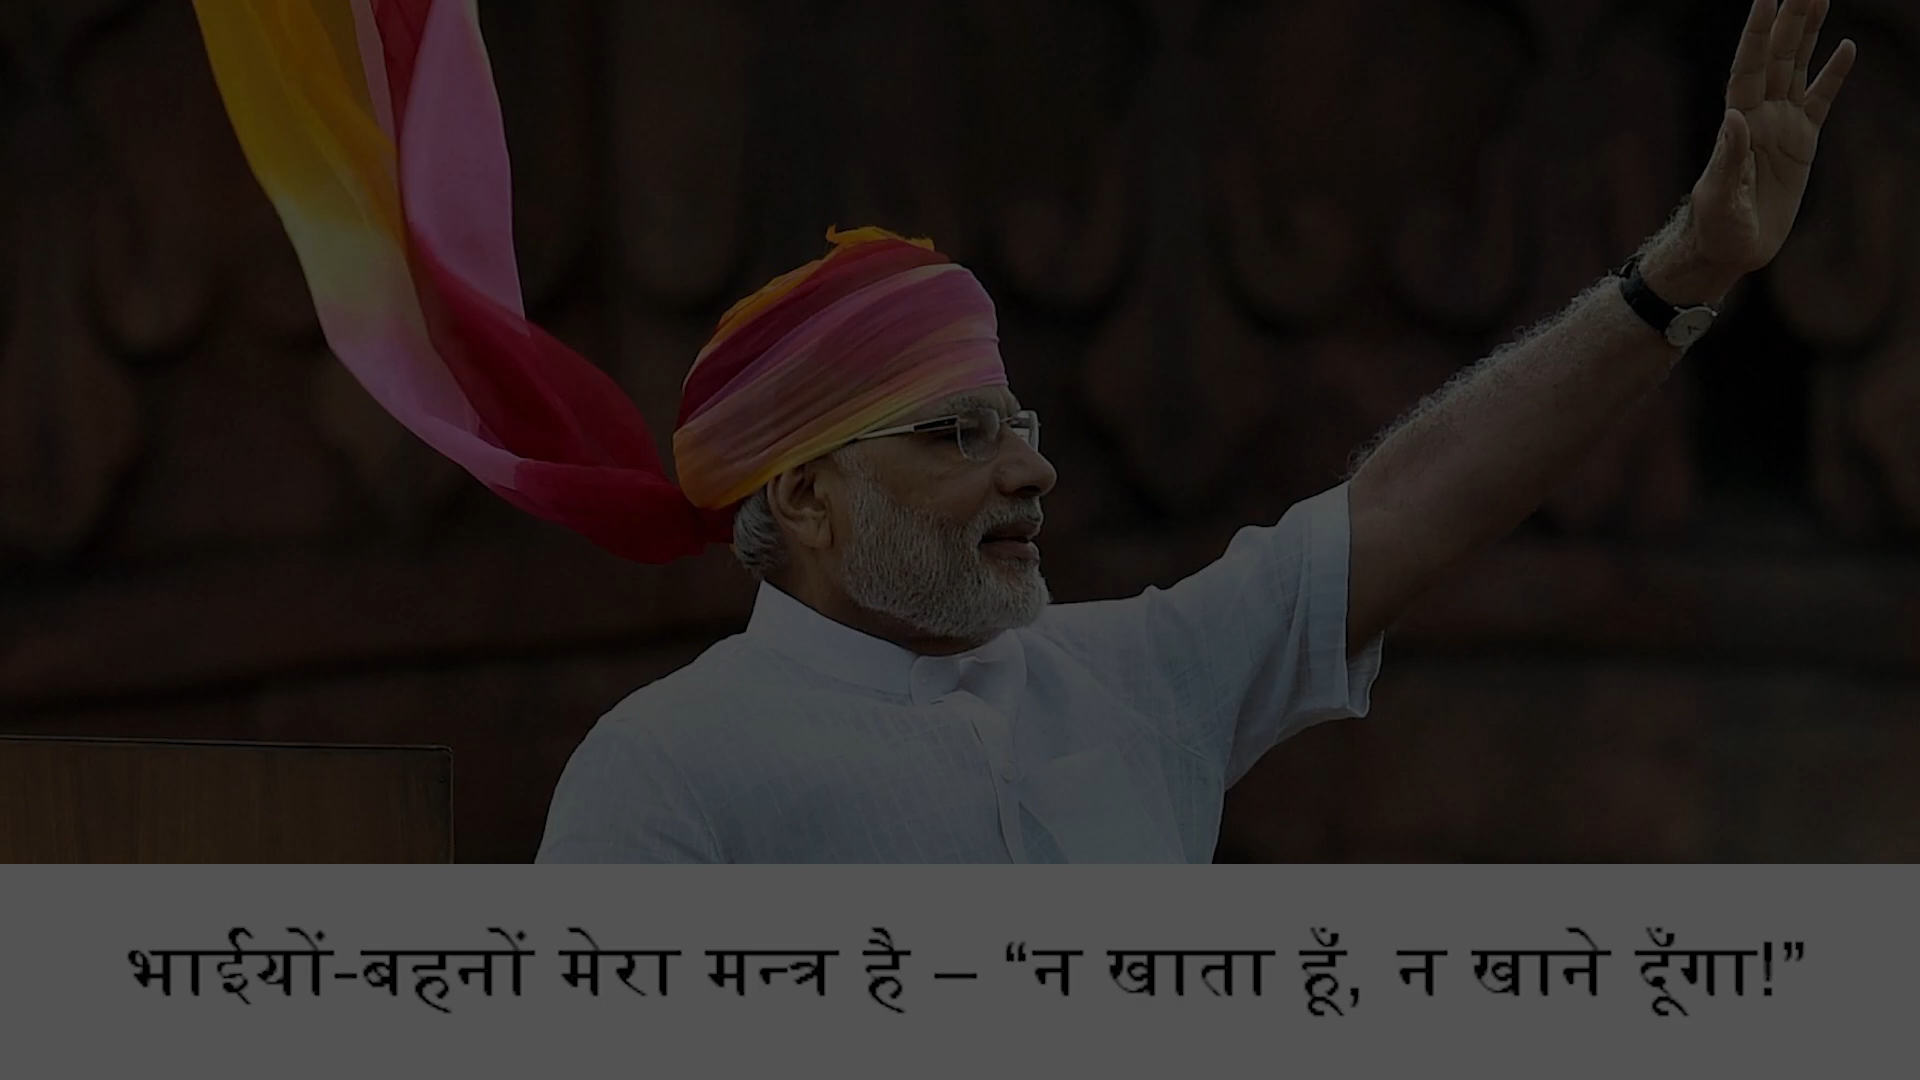 भाईयों-बहनों मेरा मन्त्र है – “न खाता हूँ, न खाने दूँगा!”